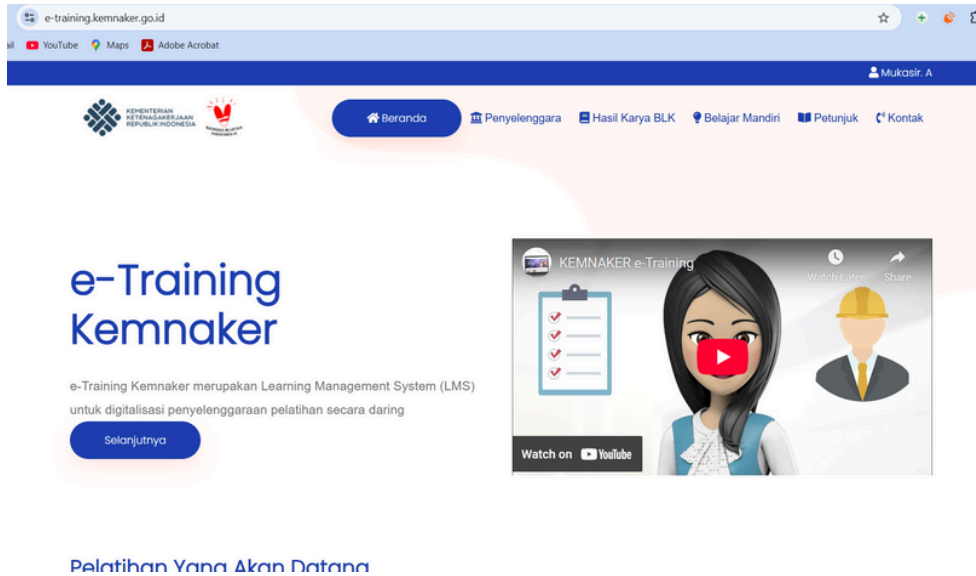 e-training.kemnaker.go.id
ail YouTube Maps Adobe Acrobat
Mukasir. A
KEMENTERIAN
KETENAGAKERJAAN
REPUBLIK INDONESIA
Beranda Penyelenggara Hasil Karya BLK Belajar Mandiri Petunjuk Kontak
e-Training
Kemnaker
e-Training Kemnaker merupakan Learning Management System (LMS)
untuk digitalisasi penyelenggaraan pelatihan secara daring
Selanjutnya
KEMNAKER e-Training
Watch Later Share
Watch on YouTube
Pelatihan Yang Akan Datang